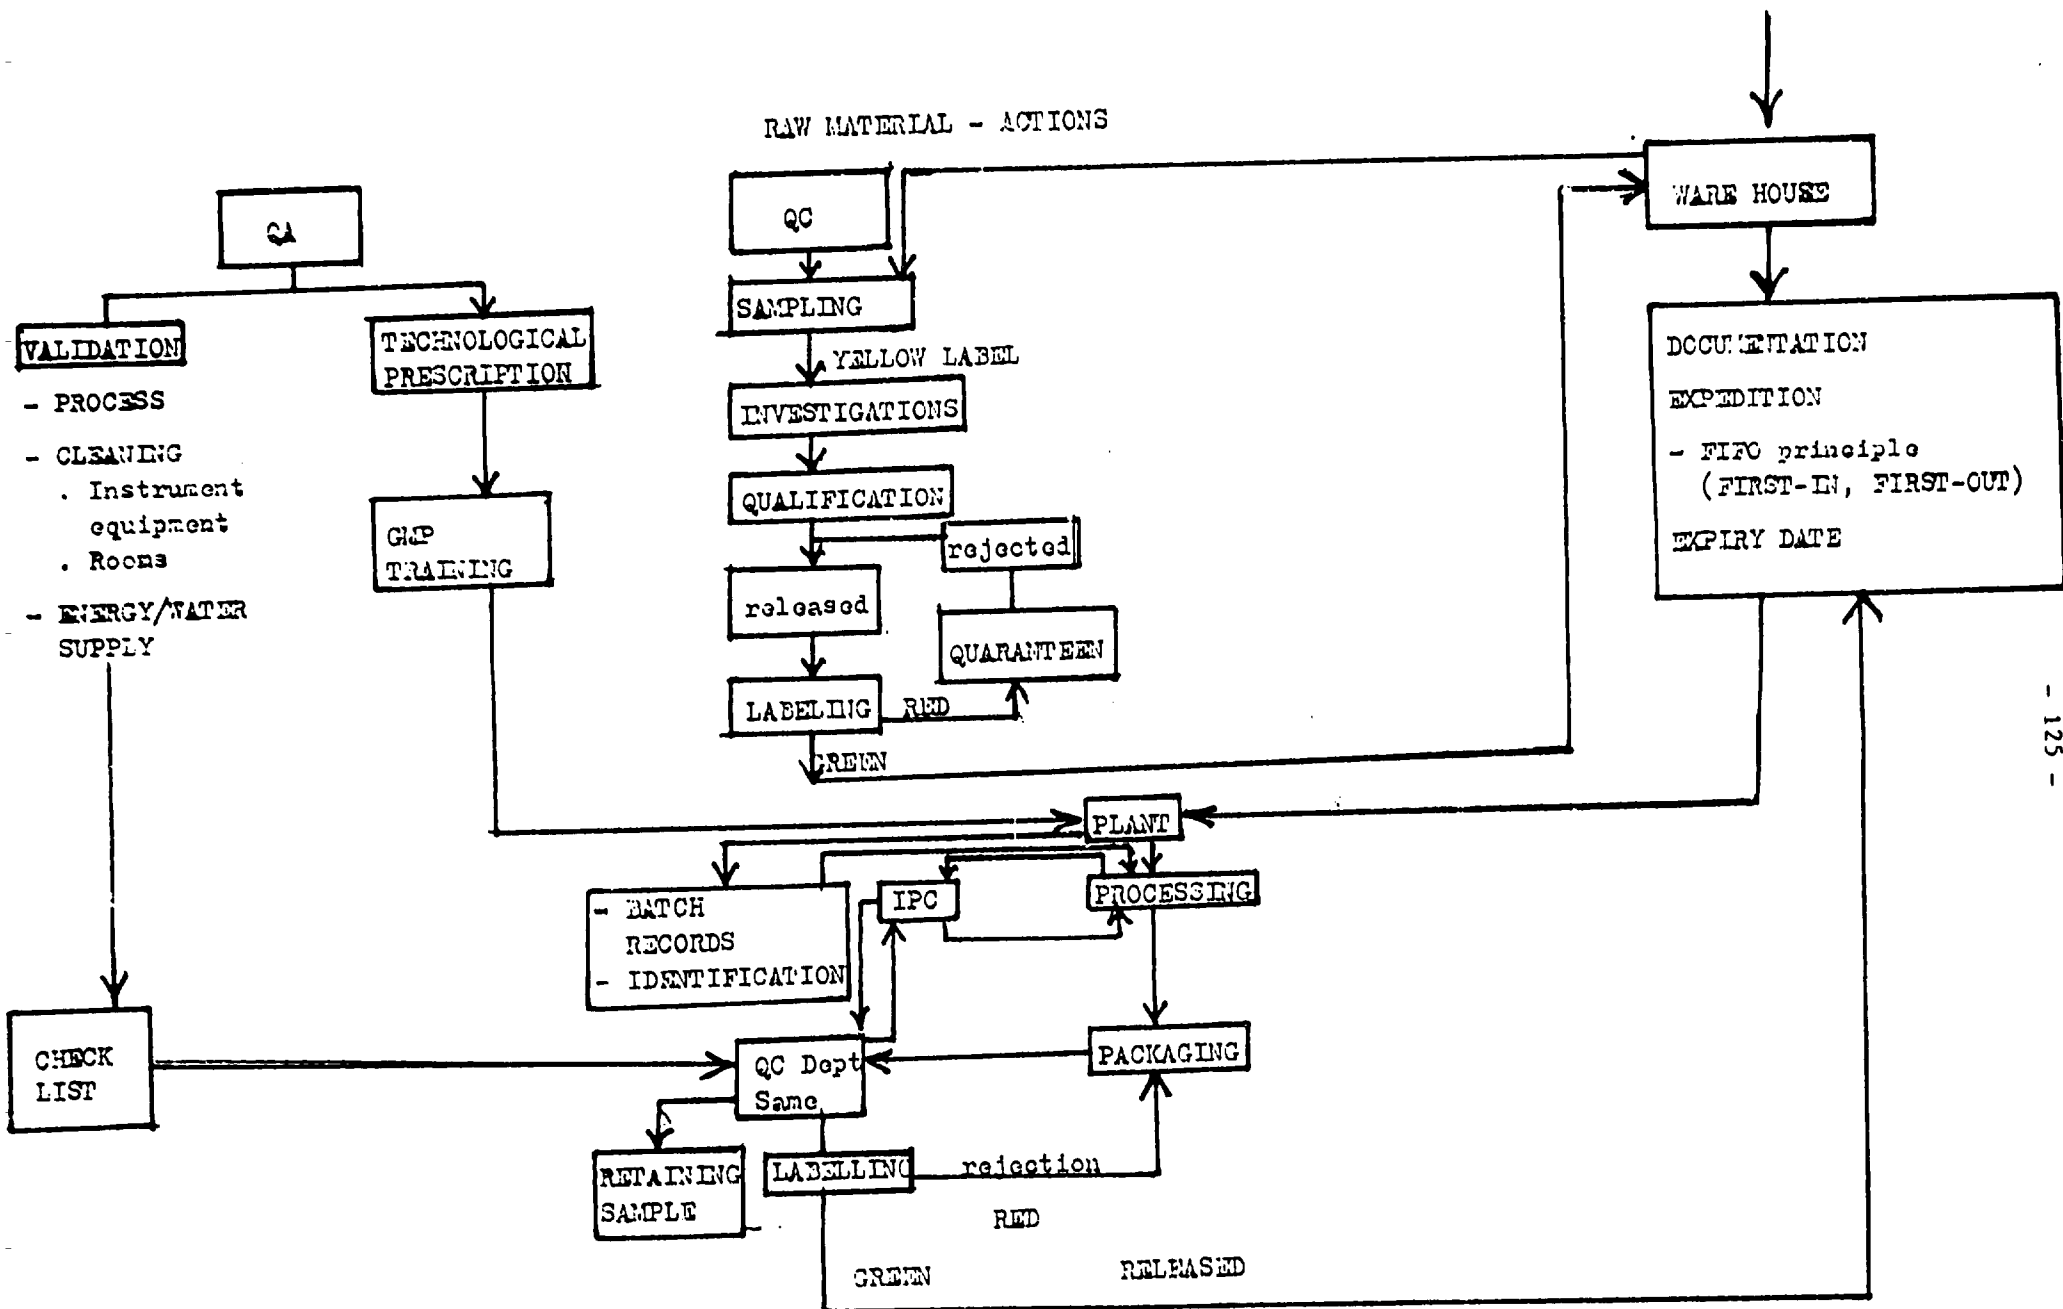 RAW MATERIAL - ACTIONS
WARE HOUSE
QA
QC
SAMPLING
VALIDATION
- PROCESS
- CLEANING
. Instrument
equipment
. Rooms
- ENERGY/WATER
SUPPLY
TECHNOLOGICAL
PRESCRIPTION
GMP
TRAINING
YELLOW LABEL
INVESTIGATIONS
QUALIFICATION
rejected
released
QUARANTEEN
LABELING
RED
GREEN
DOCUMENTATION
EXPEDITION
- FIFO principle
(FIRST-IN, FIRST-OUT)
EXPIRY DATE
- 125 -
PLANT
- BATCH
RECORDS
- IDENTIFICATION
IPC
PROCESSING
CHECK
LIST
QC Dept
Same
PACKAGING
RETAINING
SAMPLE
LABELLING
rejection
RED
GREEN
RELEASED